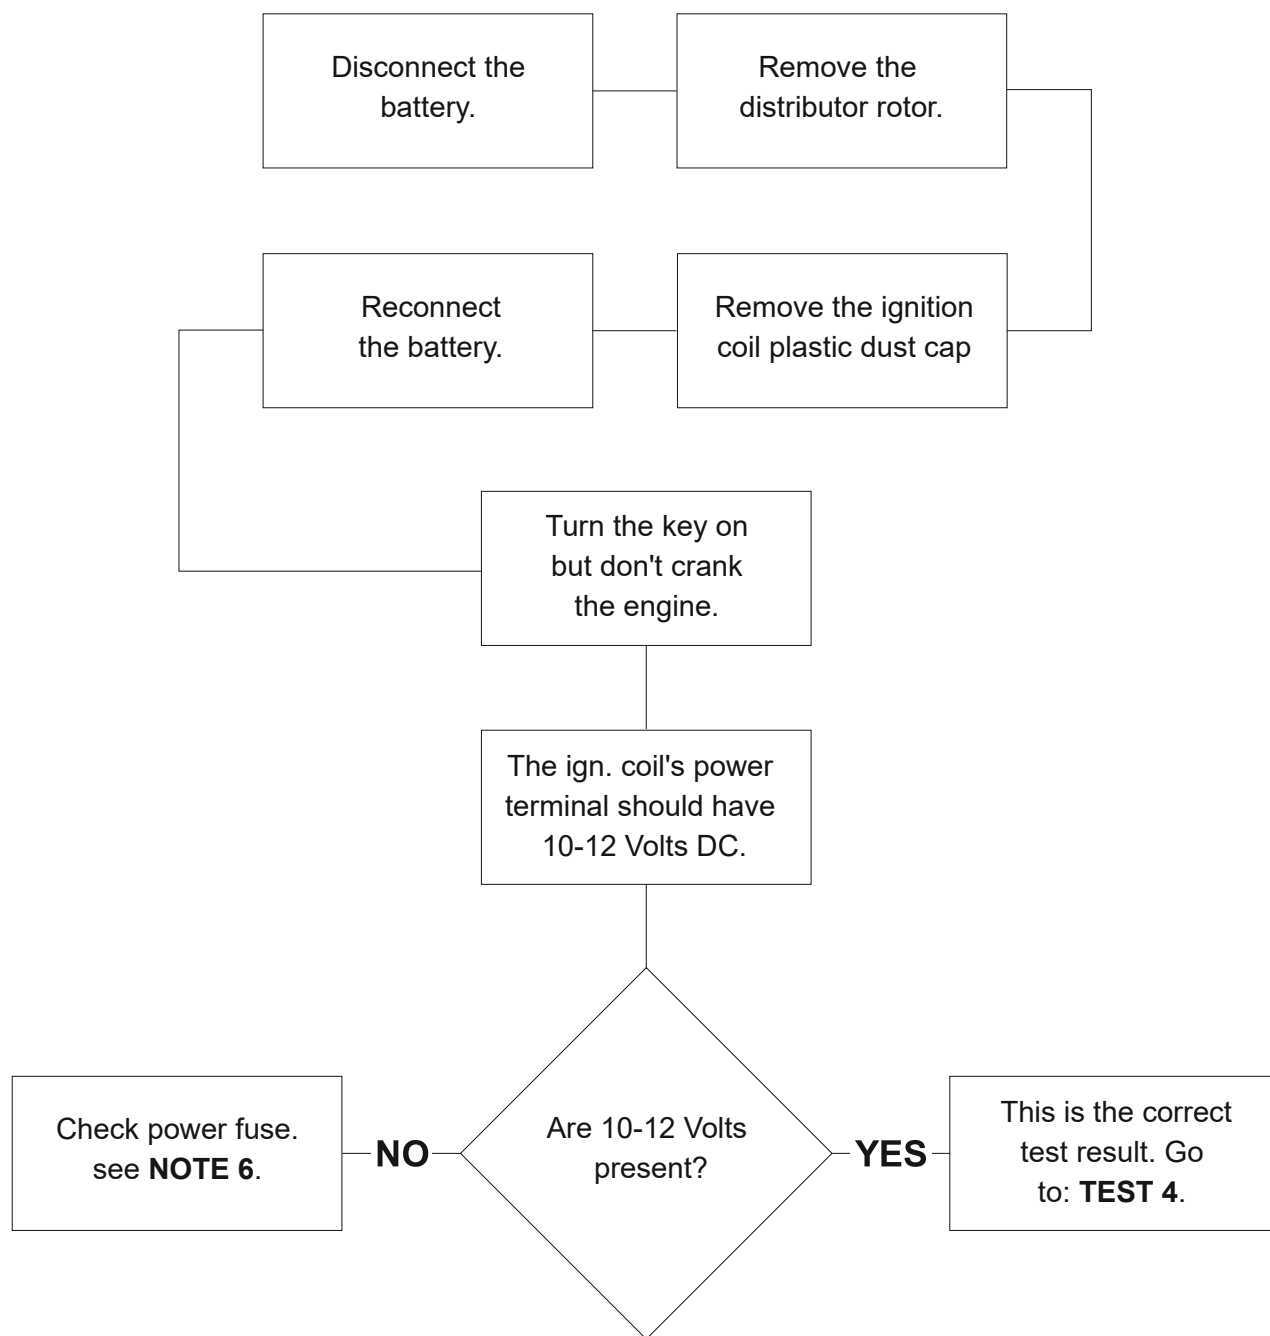 Disconnect the
battery.
Remove the
distributor rotor.
Reconnect
the battery.
Remove the ignition
coil plastic dust cap
Turn the key on
but don't crank
the engine.
The ign. coil's power
terminal should have
10-12 Volts DC.
Are 10-12 Volts
present?
NO
Check power fuse.
see NOTE 6.
YES
This is the correct
test result. Go
to: TEST 4.